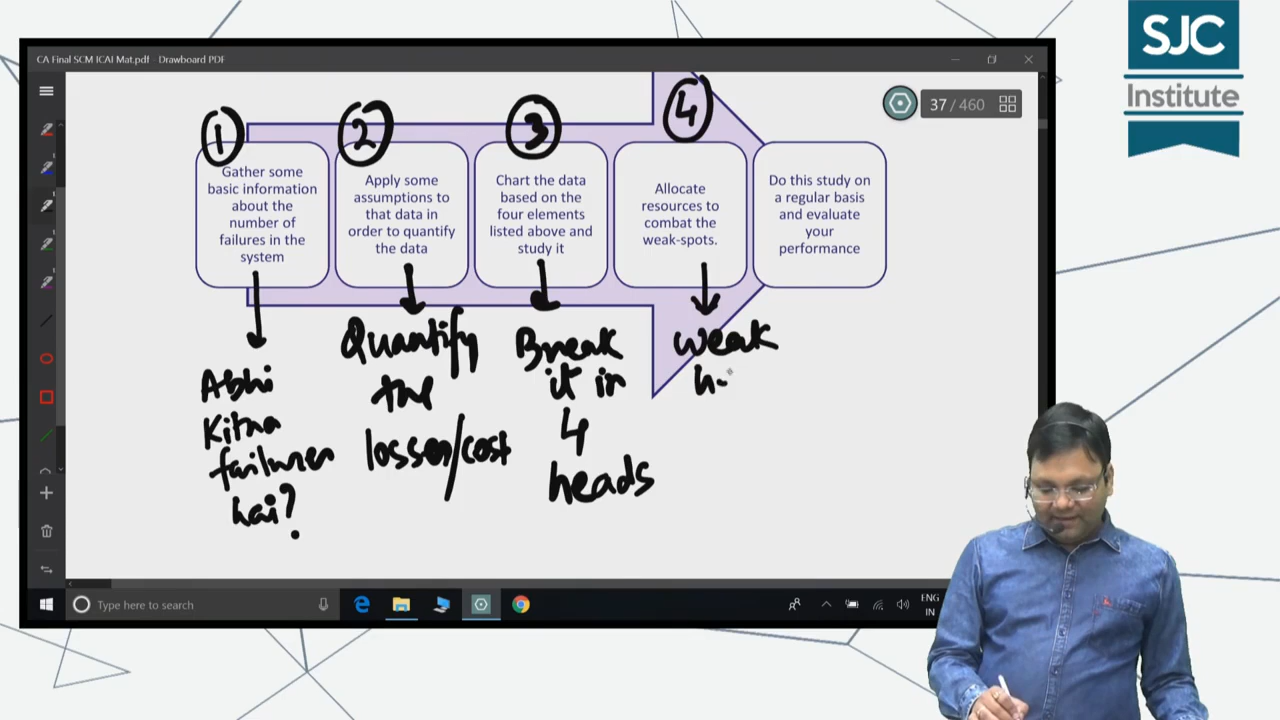 SJC
Institute
CA Final SCM ICAI Mat.pdf - Drawboard PDF
37 / 460
1
2
3
4
Gather some
basic information
about the
number of
failures in the
system
Apply some
assumptions to
that data in
order to quantify
the data
Chart the data
based on the
four elements
listed above and
study it
Allocate
resources to
combat the
weak-spots.
Do this study on
a regular basis
and evaluate
your
performance
Abhi
Kitna
failures
hai?
Quantify
the
losses/cost
Break
it in
4
heads
Weak
Type here to search
ENG
IN